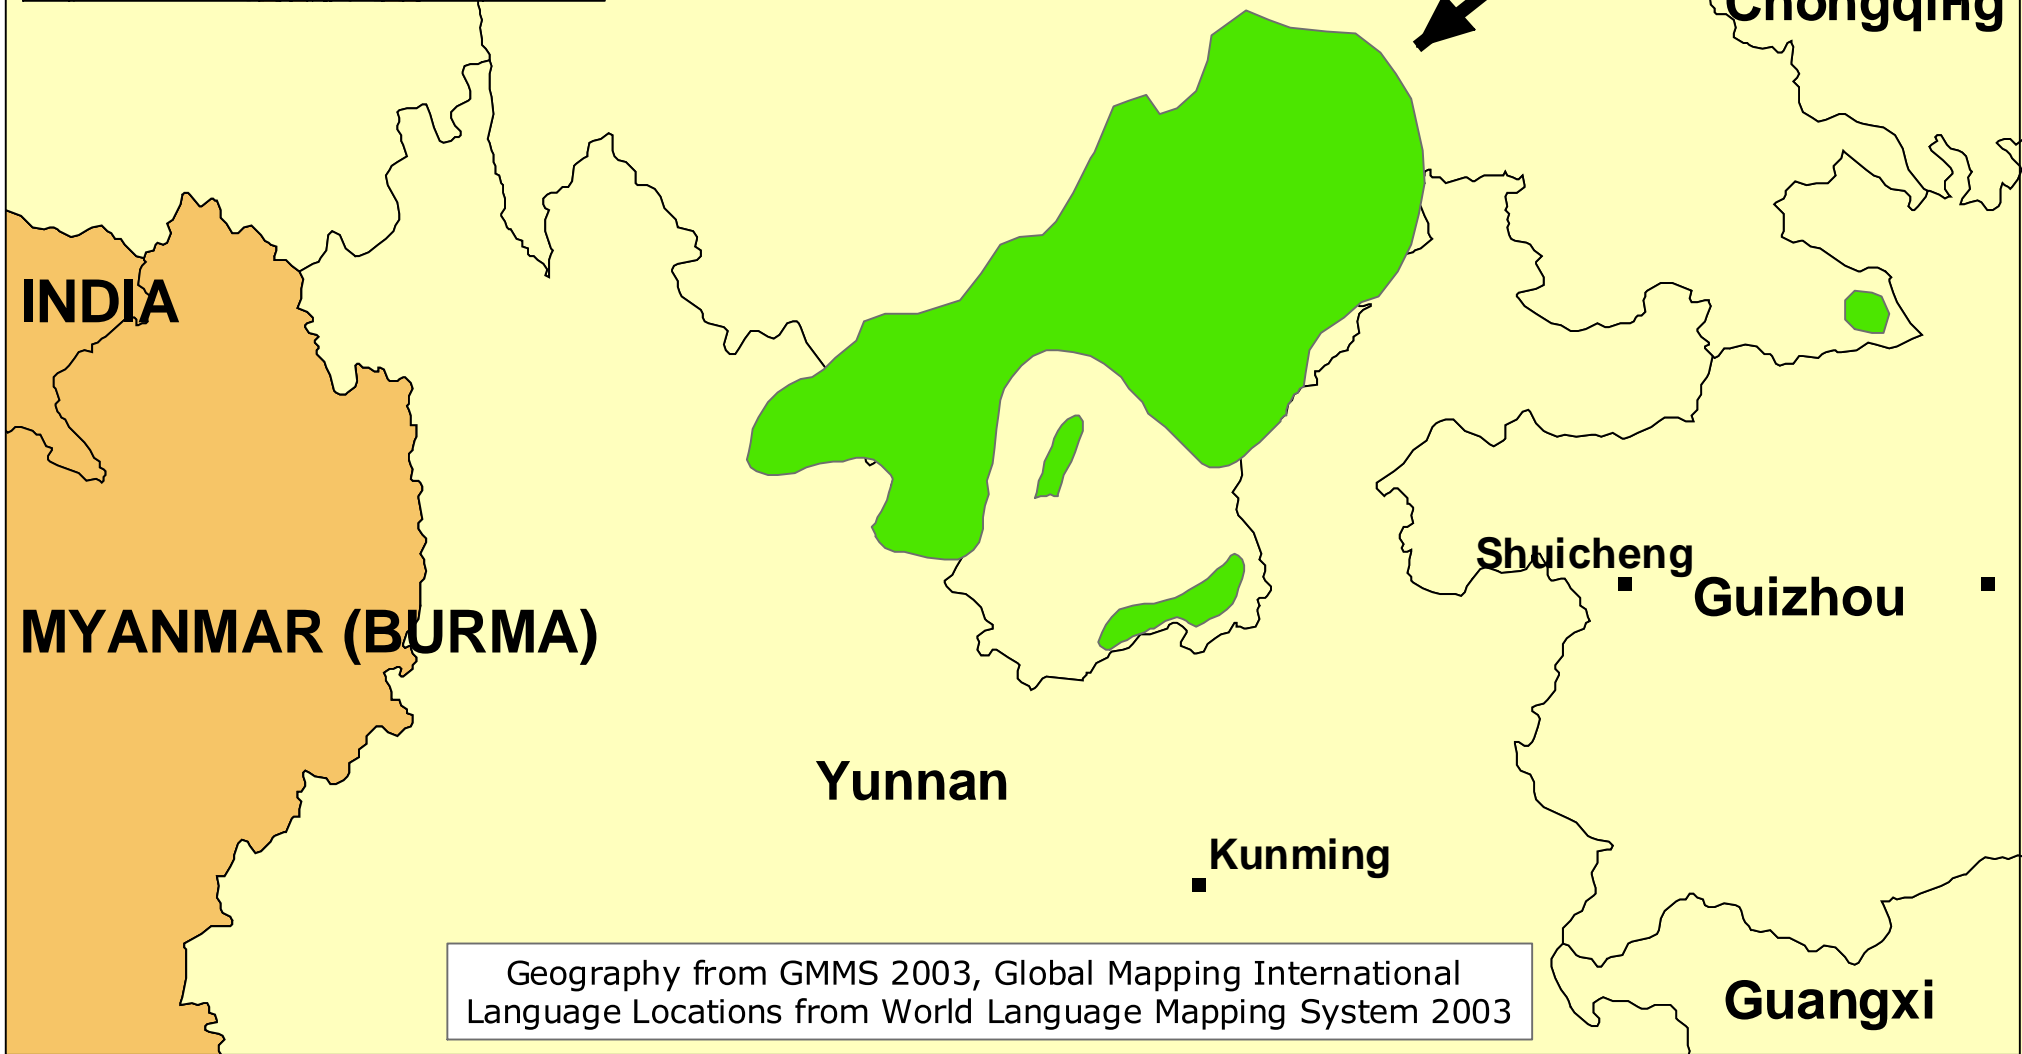 Chongqing
INDIA
Shuicheng
Guizhou
MYANMAR (BURMA)
Yunnan
Kunming
Geography from GMMS 2003, Global Mapping International
Language Locations from World Language Mapping System 2003
Guangxi